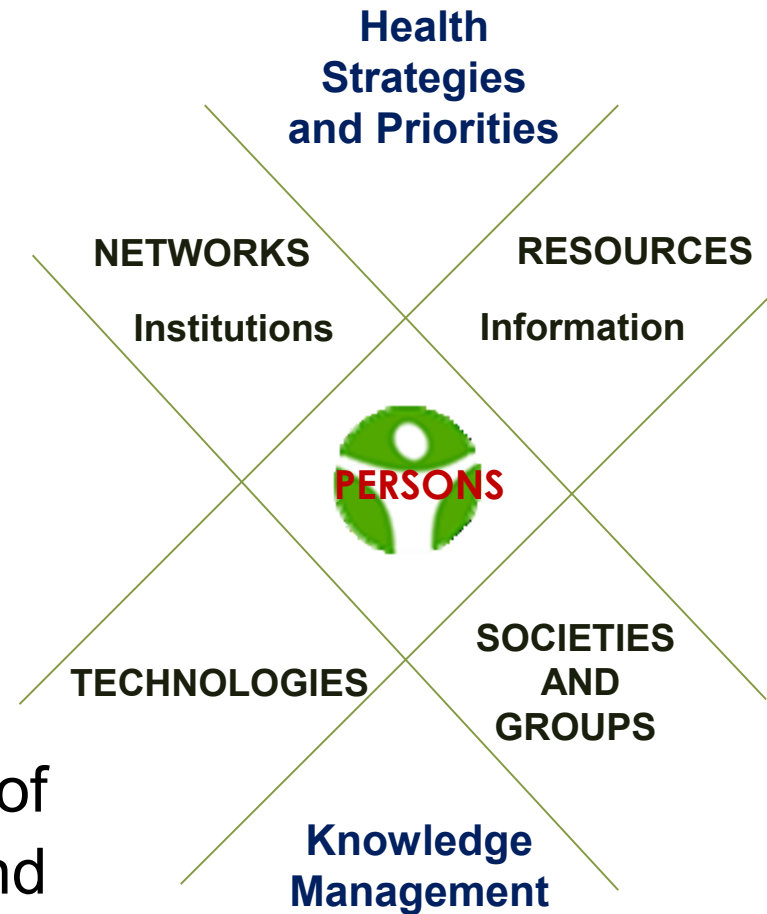 Health
Strategies
and Priorities
NETWORKS
RESOURCES
Institutions
Information
PERSONS
TECHNOLOGIES
SOCIETIES
AND
GROUPS
of
nd
Knowledge
Management